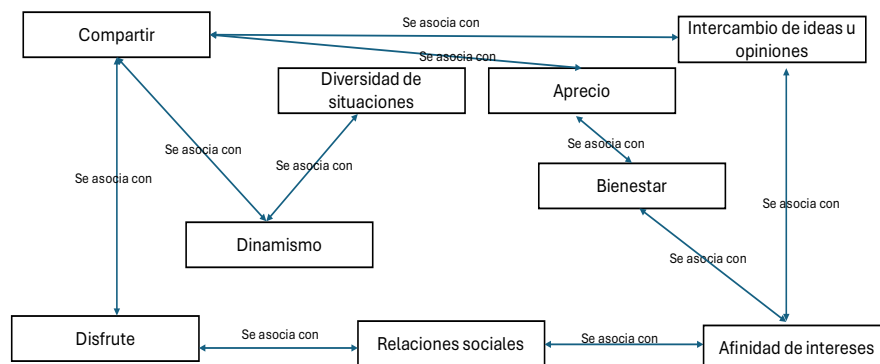 Se asocia con
Compartir
Intercambio de ideas u
opiniones
Se asocia con
Diversidad de
situaciones
Aprecio
Se asocia con
Se asocia con
Se asocia con
Se asocia con
Bienestar
Se asocia con
Dinamismo
Se asocia con
Disfrute
Se asocia con
Relaciones sociales
Se asocia con
Afinidad de intereses